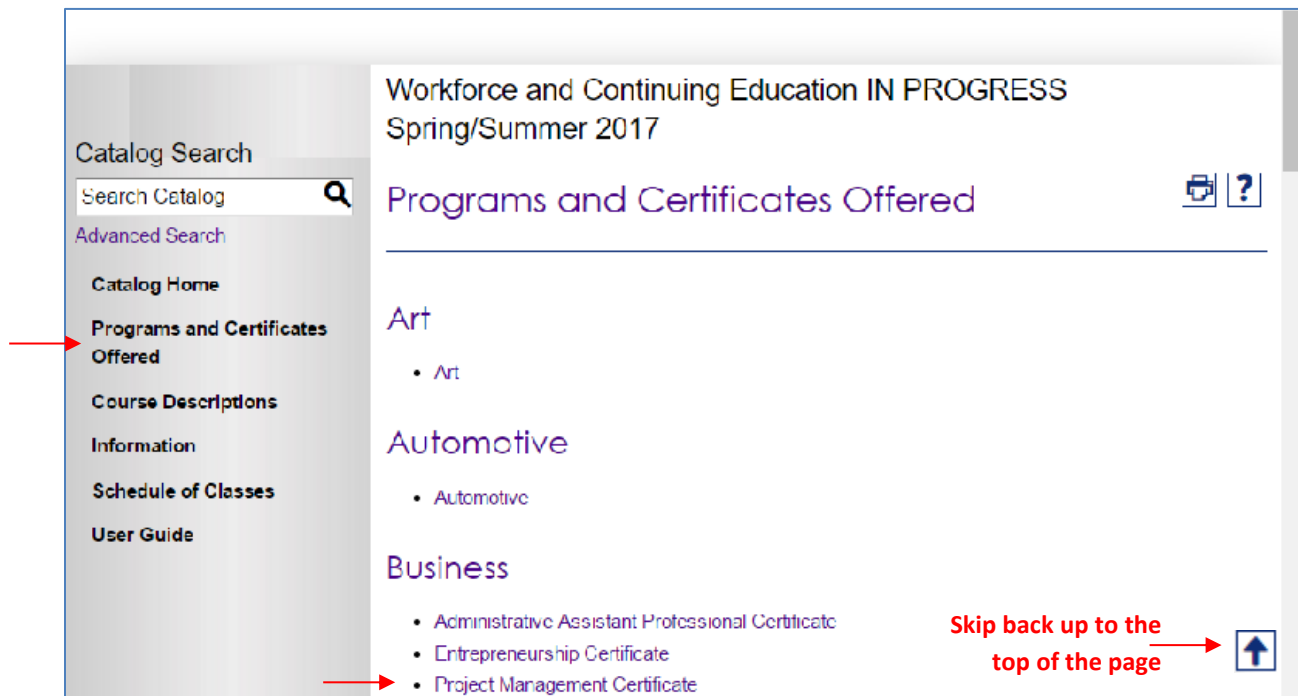 Workforce and Continuing Education IN PROGRESS
Spring/Summer 2017
Catalog Search
Search Catalog
Advanced Search
Catalog Home
Programs and Certificates
Offered
Course Descriptions
Information
Schedule of Classes
User Guide
Programs and Certificates Offered
?
Art
• Art
Automotive
• Automotive
Business
• Administrative Assistant Professional Certificate
• Entrepreneurship Certificate
• Project Management Certificate
Skip back up to the
top of the page